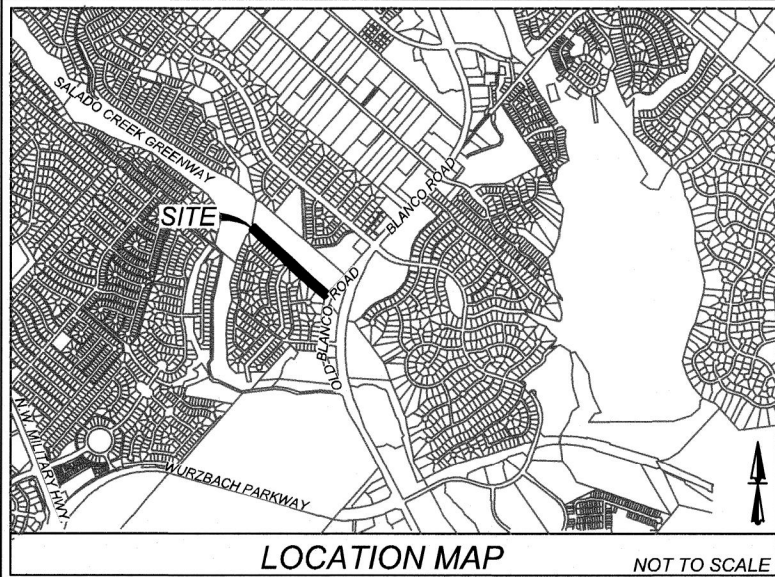 SALADO CREEK GREENWAY
SITE
BLANCO ROAD
OLD BLANCO ROAD
N.W. MILITARY HWY
WURZBACH PARKWAY
LOCATION MAP
NOT TO SCALE